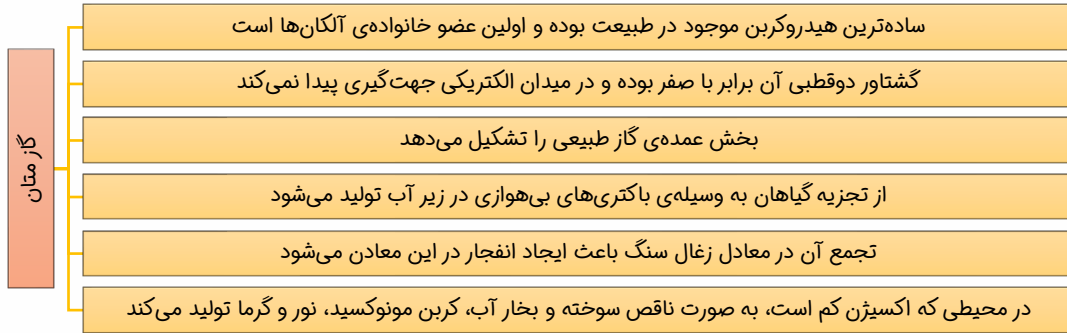 گاز متان
ساده‌ترین هیدروکربن موجود در طبیعت بوده و اولین عضو خانواده‌ی آلکان‌ها است
گشتاور دوقطبی آن برابر با صفر بوده و در میدان الکتریکی جهت‌گیری پیدا نمی‌کند
بخش عمده‌ی گاز طبیعی را تشکیل می‌دهد
از تجزیه گیاهان به وسیله‌ی باکتری‌های بی‌هوازی در زیر آب تولید می‌شود
تجمع آن در معادل زغال سنگ باعث ایجاد انفجار در این معادن می‌شود
در محیطی که اکسیژن کم است، به صورت ناقص سوخته و بخار آب، کربن مونوکسید، نور و گرما تولید می‌کند